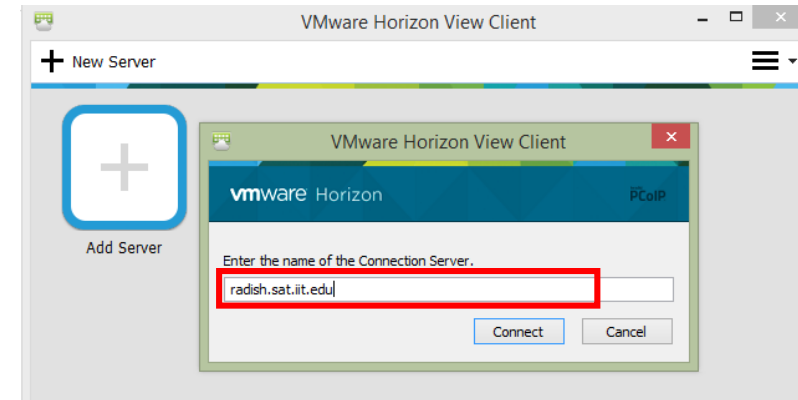 VMware Horizon View Client
New Server
Add Server
VMware Horizon View Client
vmware Horizon
PCoIP
Enter the name of the Connection Server.
radish.sat.iit.edu
Connect Cancel